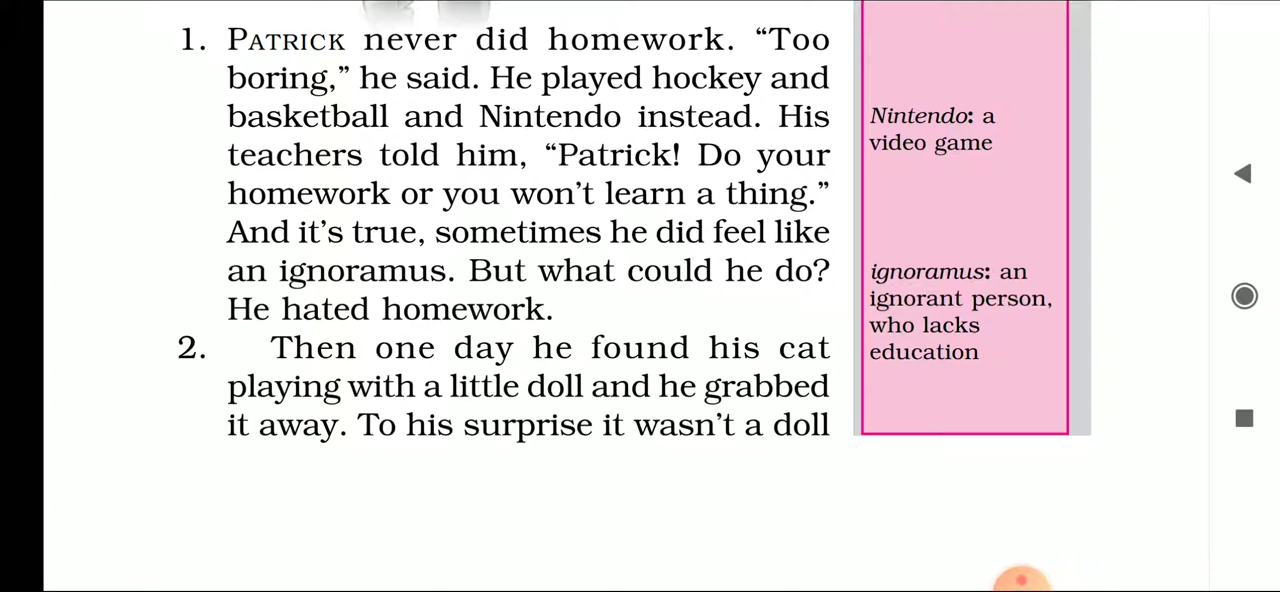 1. PATRICK never did homework. “Too
boring,” he said. He played hockey and
basketball and Nintendo instead. His
teachers told him, “Patrick! Do your
homework or you won’t learn a thing.”
And it’s true, sometimes he did feel like
an ignoramus. But what could he do?
He hated homework.
2. Then one day he found his cat
playing with a little doll and he grabbed
it away. To his surprise it wasn’t a doll
Nintendo: a
video game
ignoramus: an
ignorant person,
who lacks
education